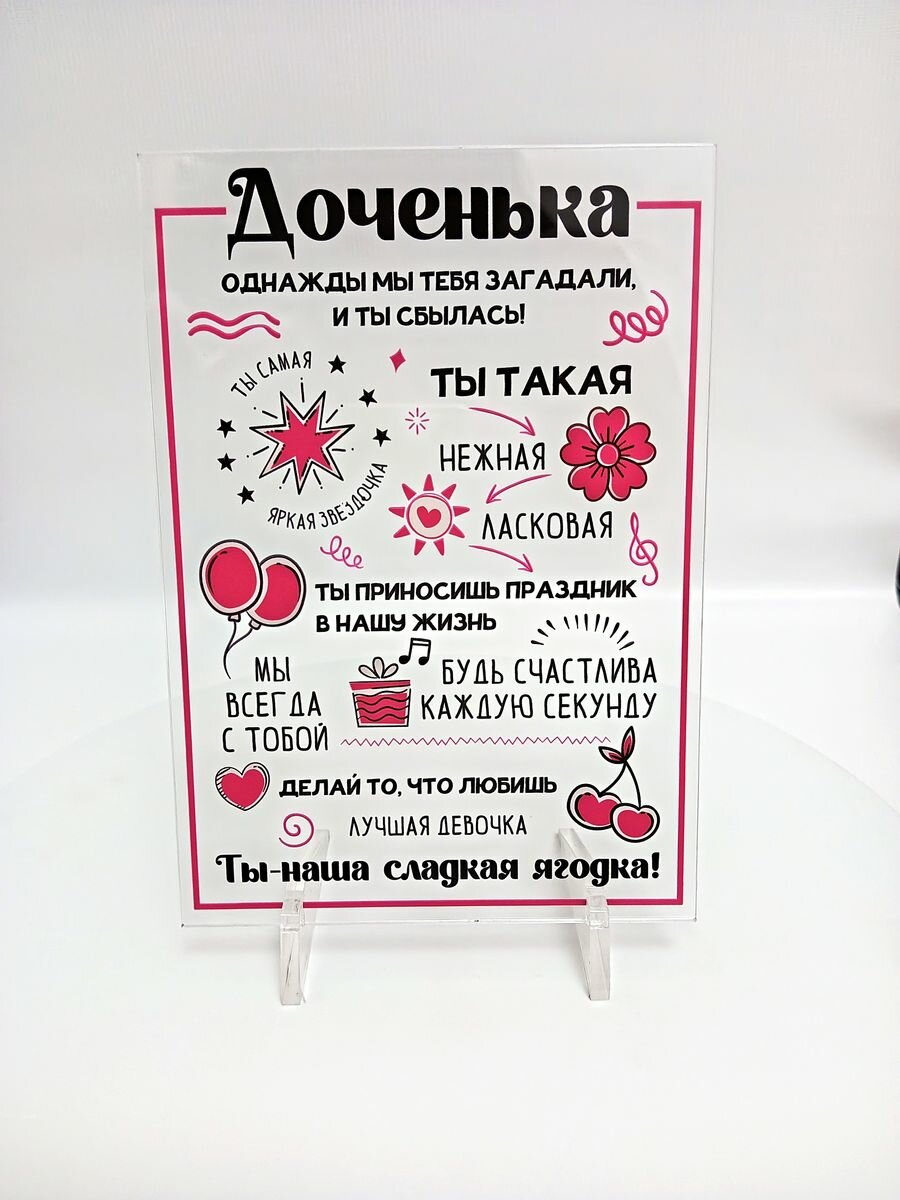 Доченька
ОДНАЖДЫ МЫ ТЕБЯ ЗАГАДАЛИ,
И ТЫ СБЫЛАСЬ!
ТЫ САМАЯ
ЯРКАЯ ЗВЁЗДОЧКА
ТЫ ТАКАЯ
НЕЖНАЯ
ЛАСКОВАЯ
ТЫ ПРИНОСИШЬ ПРАЗДНИК
В НАШУ ЖИЗНЬ
МЫ
ВСЕГДА
С ТОБОЙ
БУДЬ СЧАСТЛИВА
КАЖДУЮ СЕКУНДУ
ДЕЛАЙ ТО, ЧТО ЛЮБИШЬ
ЛУЧШАЯ ДЕВОЧКА
Ты-наша сладкая ягодка!